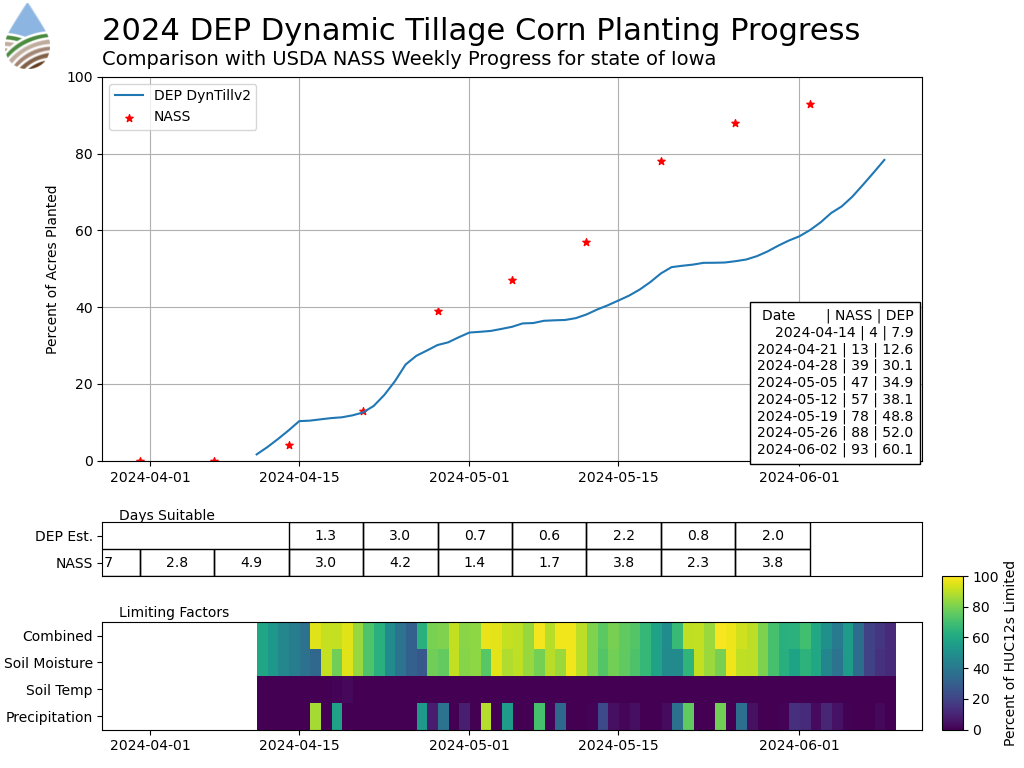 2024 DEP Dynamic Tillage Corn Planting Progress
Comparison with USDA NASS Weekly Progress for state of Iowa
Percent of Acres Planted
100
80
60
40
20
0
DEP DynTillv2
NASS
Date | NASS | DEP
2024-04-14 | 4 | 7.9
2024-04-21 | 13 | 12.6
2024-04-28 | 39 | 30.1
2024-05-05 | 47 | 34.9
2024-05-12 | 57 | 38.1
2024-05-19 | 78 | 48.8
2024-05-26 | 88 | 52.0
2024-06-02 | 93 | 60.1
2024-04-01 2024-04-15 2024-05-01 2024-05-15 2024-06-01
Days Suitable
DEP Est. 1.3 3.0 0.7 0.6 2.2 0.8 2.0
NASS 7 2.8 4.9 3.0 4.2 1.4 1.7 3.8 2.3 3.8
Limiting Factors
Combined
Soil Moisture
Soil Temp
Precipitation
2024-04-01 2024-04-15 2024-05-01 2024-05-15 2024-06-01
100
80
60
40
20
0
Percent of HUC12s Limited